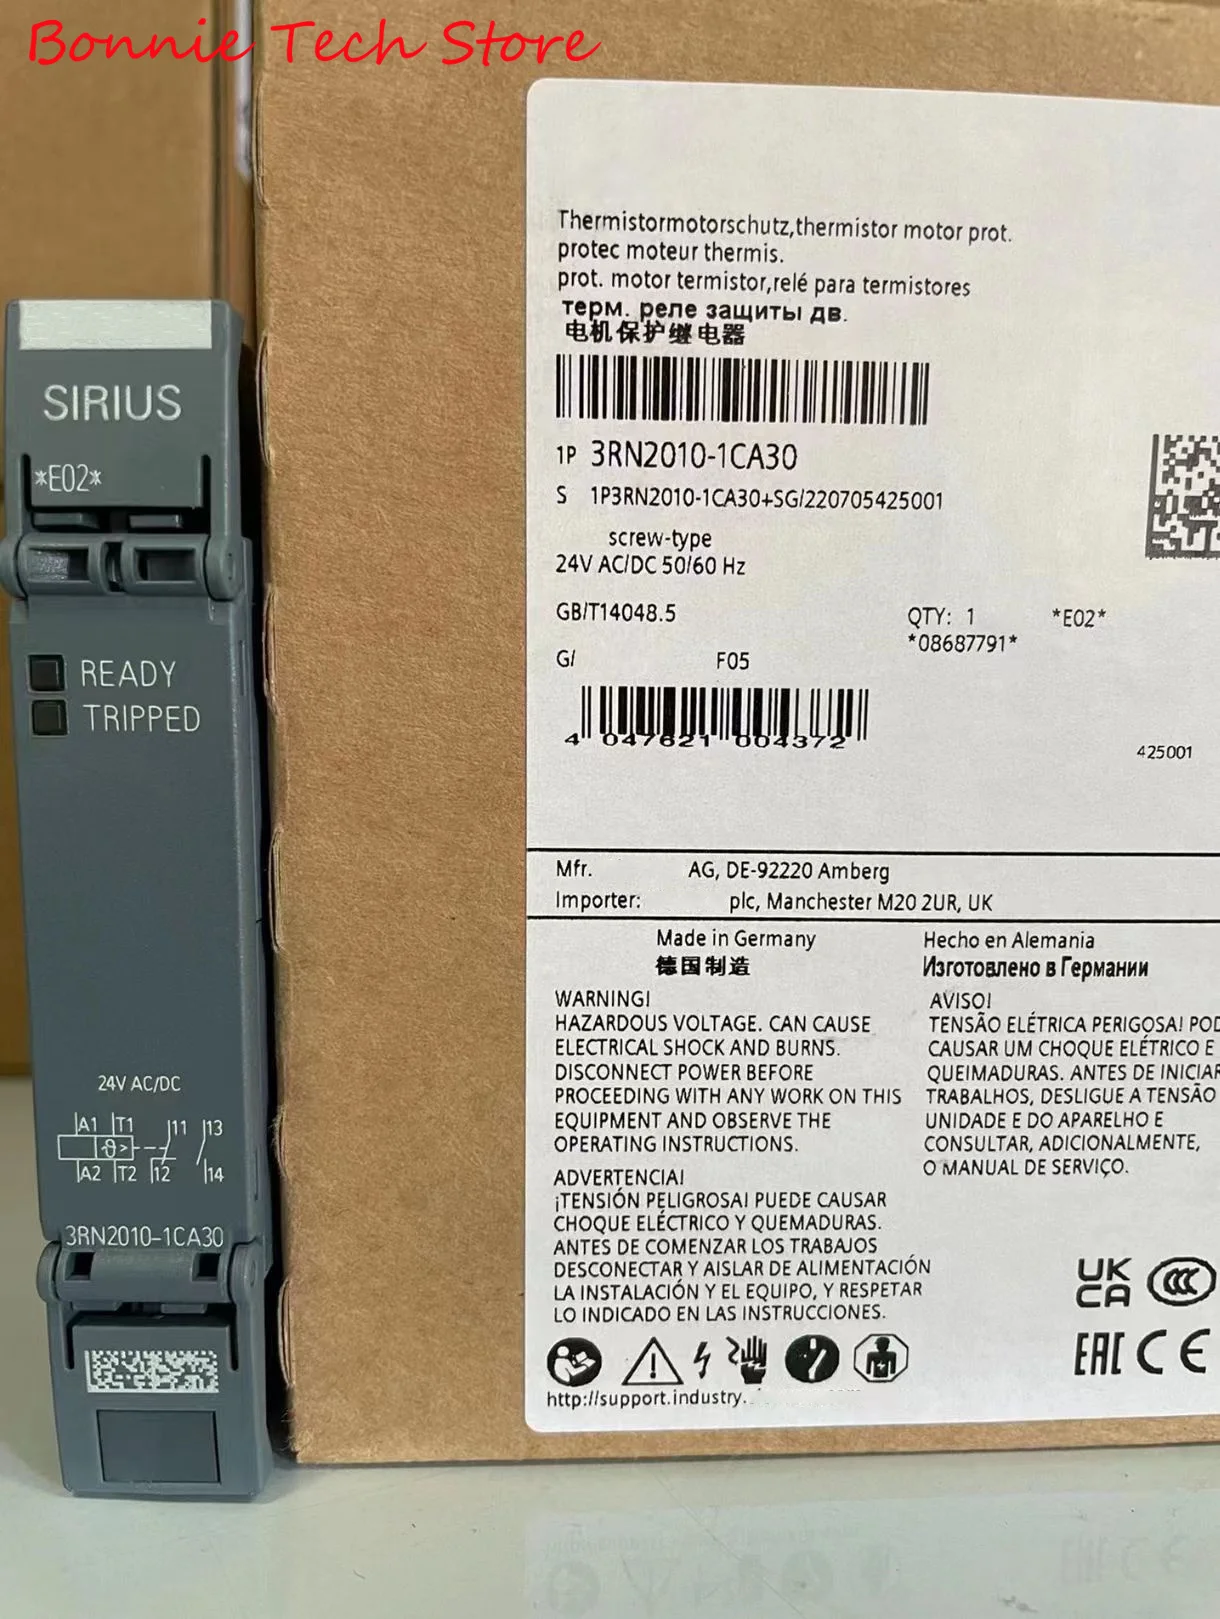 Bonnie Tech Store
SIRIUS
*E02*
READY
TRIPPED
24V AC/DC
A1 T1 11 13
ϑ>
A2 T2 12 14
3RN2010-1CA30
Thermistormotorschutz,thermistor motor prot.
protec moteur thermis.
prot. motor termistor,relé para termistores
терм. реле защиты дв.
电机保护继电器
1P 3RN2010-1CA30
S 1P3RN2010-1CA30+SG/220705425001
screw-type
24V AC/DC 50/60 Hz
GB/T14048.5
QTY: 1 *E02*
*08687791*
G/ F05
4 047621 004372
425001
Mfr. AG, DE-92220 Amberg
Importer: plc, Manchester M20 2UR, UK
Made in Germany
德国制造
Hecho en Alemania
Изготовлено в Германии
WARNING!
HAZARDOUS VOLTAGE. CAN CAUSE
ELECTRICAL SHOCK AND BURNS.
DISCONNECT POWER BEFORE
PROCEEDING WITH ANY WORK ON THIS
EQUIPMENT AND OBSERVE THE
OPERATING INSTRUCTIONS.
AVISO!
TENSÃO ELÉTRICA PERIGOSA! POD
CAUSAR UM CHOQUE ELÉTRICO E
QUEIMADURAS. ANTES DE INICIAR
TRABALHOS, DESLIGUE A TENSÃO
UNIDADE E DO APARELHO E
CONSULTAR, ADICIONALMENTE,
O MANUAL DE SERVIÇO.
ADVERTENCIA!
¡TENSIÓN PELIGROSA! PUEDE CAUSAR
CHOQUE ELÉCTRICO Y QUEMADURAS.
ANTES DE COMENZAR LOS TRABAJOS
DESCONECTAR Y AISLAR DE ALIMENTACIÓN
LA INSTALACIÓN Y EL EQUIPO, Y RESPETAR
LO INDICADO EN LAS INSTRUCCIONES.
UK
CA
CCC
EAC CE
http://support.industry.